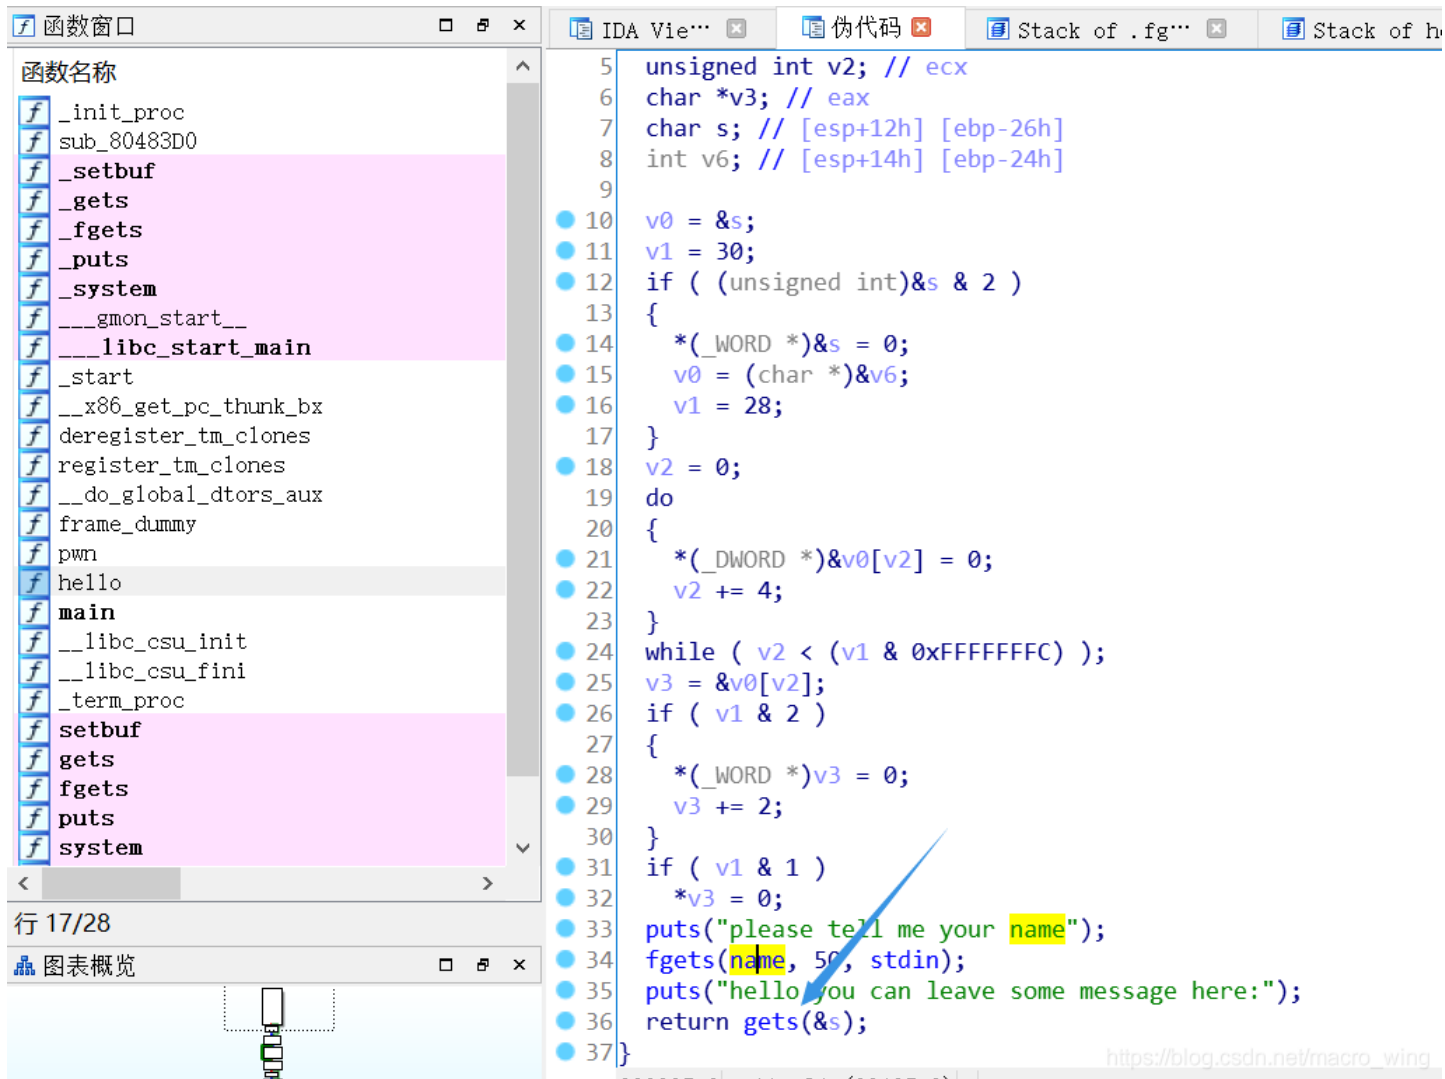 函数窗口
函数名称
_init_proc
sub_80483D0
_setbuf
_gets
_fgets
_puts
_system
___gmon_start__
___libc_start_main
_start
__x86_get_pc_thunk_bx
deregister_tm_clones
register_tm_clones
__do_global_dtors_aux
frame_dummy
pwn
hello
main
__libc_csu_init
__libc_csu_fini
_term_proc
setbuf
gets
fgets
puts
system
行 17/28
图表概览
IDA Vie…
伪代码
Stack of .fg…
Stack of he
5 unsigned int v2; // ecx
6 char *v3; // eax
7 char s; // [esp+12h] [ebp-26h]
8 int v6; // [esp+14h] [ebp-24h]
9
10 v0 = &s;
11 v1 = 30;
12 if ( (unsigned int)&s & 2 )
13 {
14 *(_WORD *)&s = 0;
15 v0 = (char *)&v6;
16 v1 = 28;
17 }
18 v2 = 0;
19 do
20 {
21 *(_DWORD *)&v0[v2] = 0;
22 v2 += 4;
23 }
24 while ( v2 < (v1 & 0xFFFFFFFC) );
25 v3 = &v0[v2];
26 if ( v1 & 2 )
27 {
28 *(_WORD *)v3 = 0;
29 v3 += 2;
30 }
31 if ( v1 & 1 )
32 *v3 = 0;
33 puts("please tell me your name");
34 fgets(name, 50, stdin);
35 puts("hello you can leave some message here:");
36 return gets(&s);
37 }
https://blog.csdn.net/macro_wing